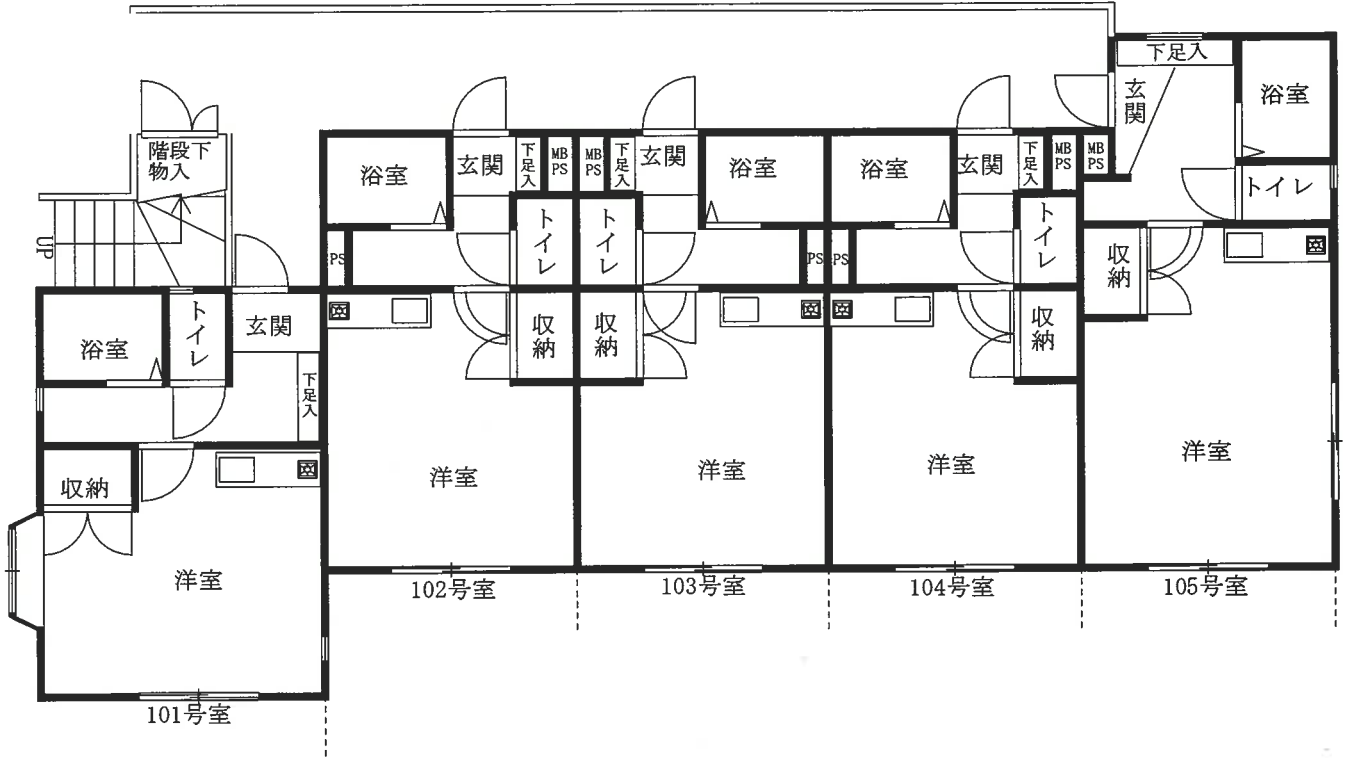 下足入
玄関
浴室
トイレ
収納
洋室
105号室
階段下
物入
UP
浴室
トイレ
玄関
下足入
収納
洋室
101号室
浴室
玄関
下足入
MB
PS
トイレ
PS
収納
洋室
102号室
MB
PS
下足入
玄関
浴室
トイレ
PS
収納
洋室
103号室
浴室
玄関
下足入
MB
PS
トイレ
PS
収納
洋室
104号室
MB
PS